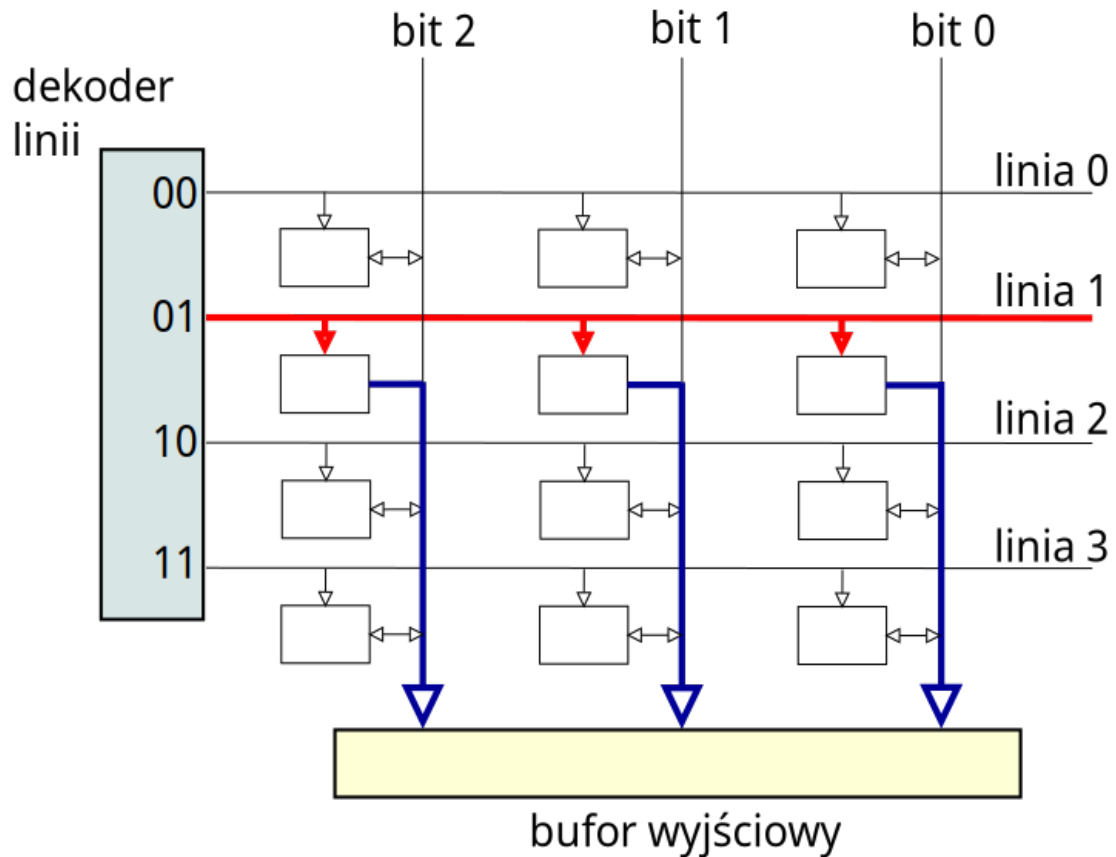 bit 2
bit 1
bit 0
dekoder
linii
00
linia 0
01
linia 1
10
linia 2
11
linia 3
bufor wyjściowy